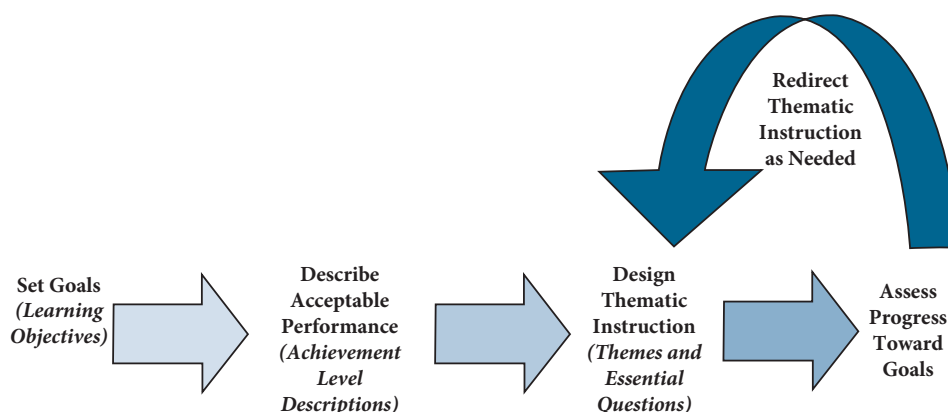 Redirect
Thematic
Instruction
as Needed
Set Goals
(Learning
Objectives)
Describe
Acceptable
Performance
(Achievement
Level
Descriptions)
Design
Thematic
Instruction
(Themes and
Essential
Questions)
Assess
Progress
Toward
Goals